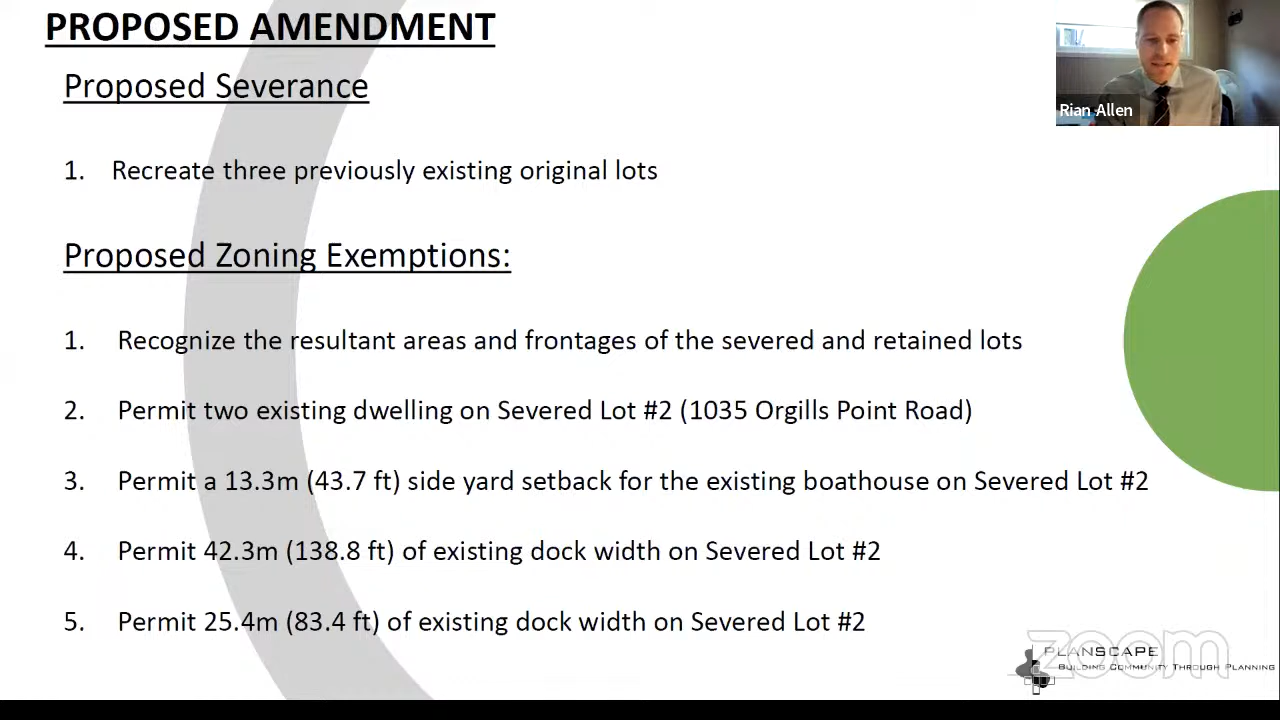 PROPOSED AMENDMENT
Proposed Severance
Rian Allen
1. Recreate three previously existing original lots
Proposed Zoning Exemptions:
1. Recognize the resultant areas and frontages of the severed and retained lots
2. Permit two existing dwelling on Severed Lot #2 (1035 Orgills Point Road)
3. Permit a 13.3m (43.7 ft) side yard setback for the existing boathouse on Severed Lot #2
4. Permit 42.3m (138.8 ft) of existing dock width on Severed Lot #2
5. Permit 25.4m (83.4 ft) of existing dock width on Severed Lot #2
zoom
PLANSCAPE
BUILDING COMMUNITY THROUGH PLANNING